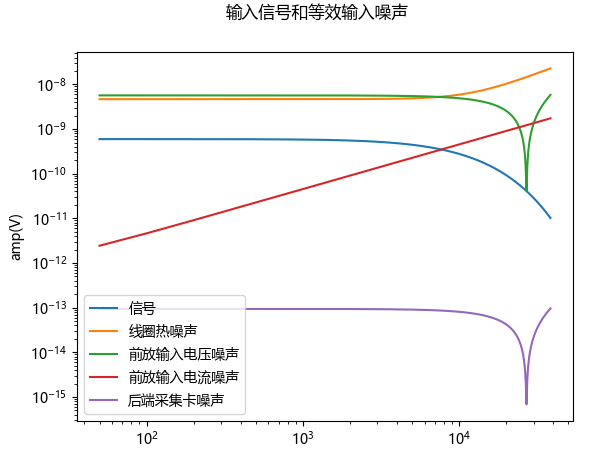 输入信号和等效输入噪声
amp(V)
10⁻⁸
10⁻⁹
10⁻¹⁰
10⁻¹¹
10⁻¹²
10⁻¹³
10⁻¹⁴
10⁻¹⁵
信号
线圈热噪声
前放输入电压噪声
前放输入电流噪声
后端采集卡噪声
10² 10³ 10⁴